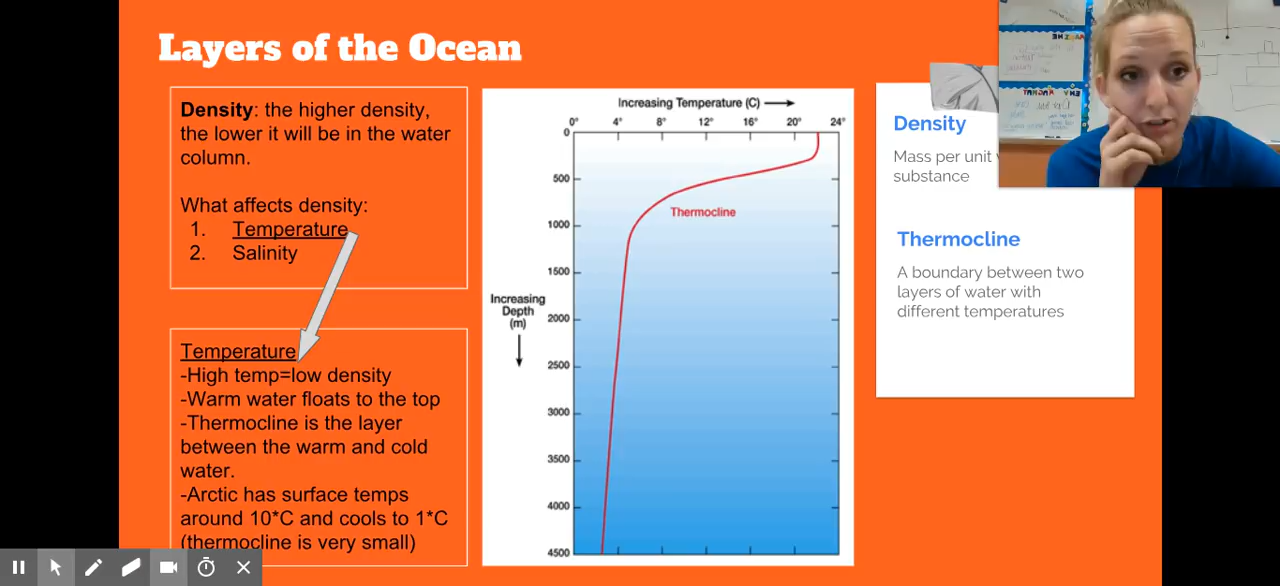 Layers of the Ocean
Density: the higher density,
the lower it will be in the water
column.
What affects density:
1. Temperature
2. Salinity
Temperature
-High temp=low density
-Warm water floats to the top
-Thermocline is the layer
between the warm and cold
water.
-Arctic has surface temps
around 10*C and cools to 1*C
(thermocline is very small)
Increasing Temperature (C)
0° 4° 8° 12° 16° 20° 24°
0
500
1000
1500
2000
2500
3000
3500
4000
4500
Thermocline
Increasing
Depth
(m)
Density
Mass per unit
substance
Thermocline
A boundary between two
layers of water with
different temperatures